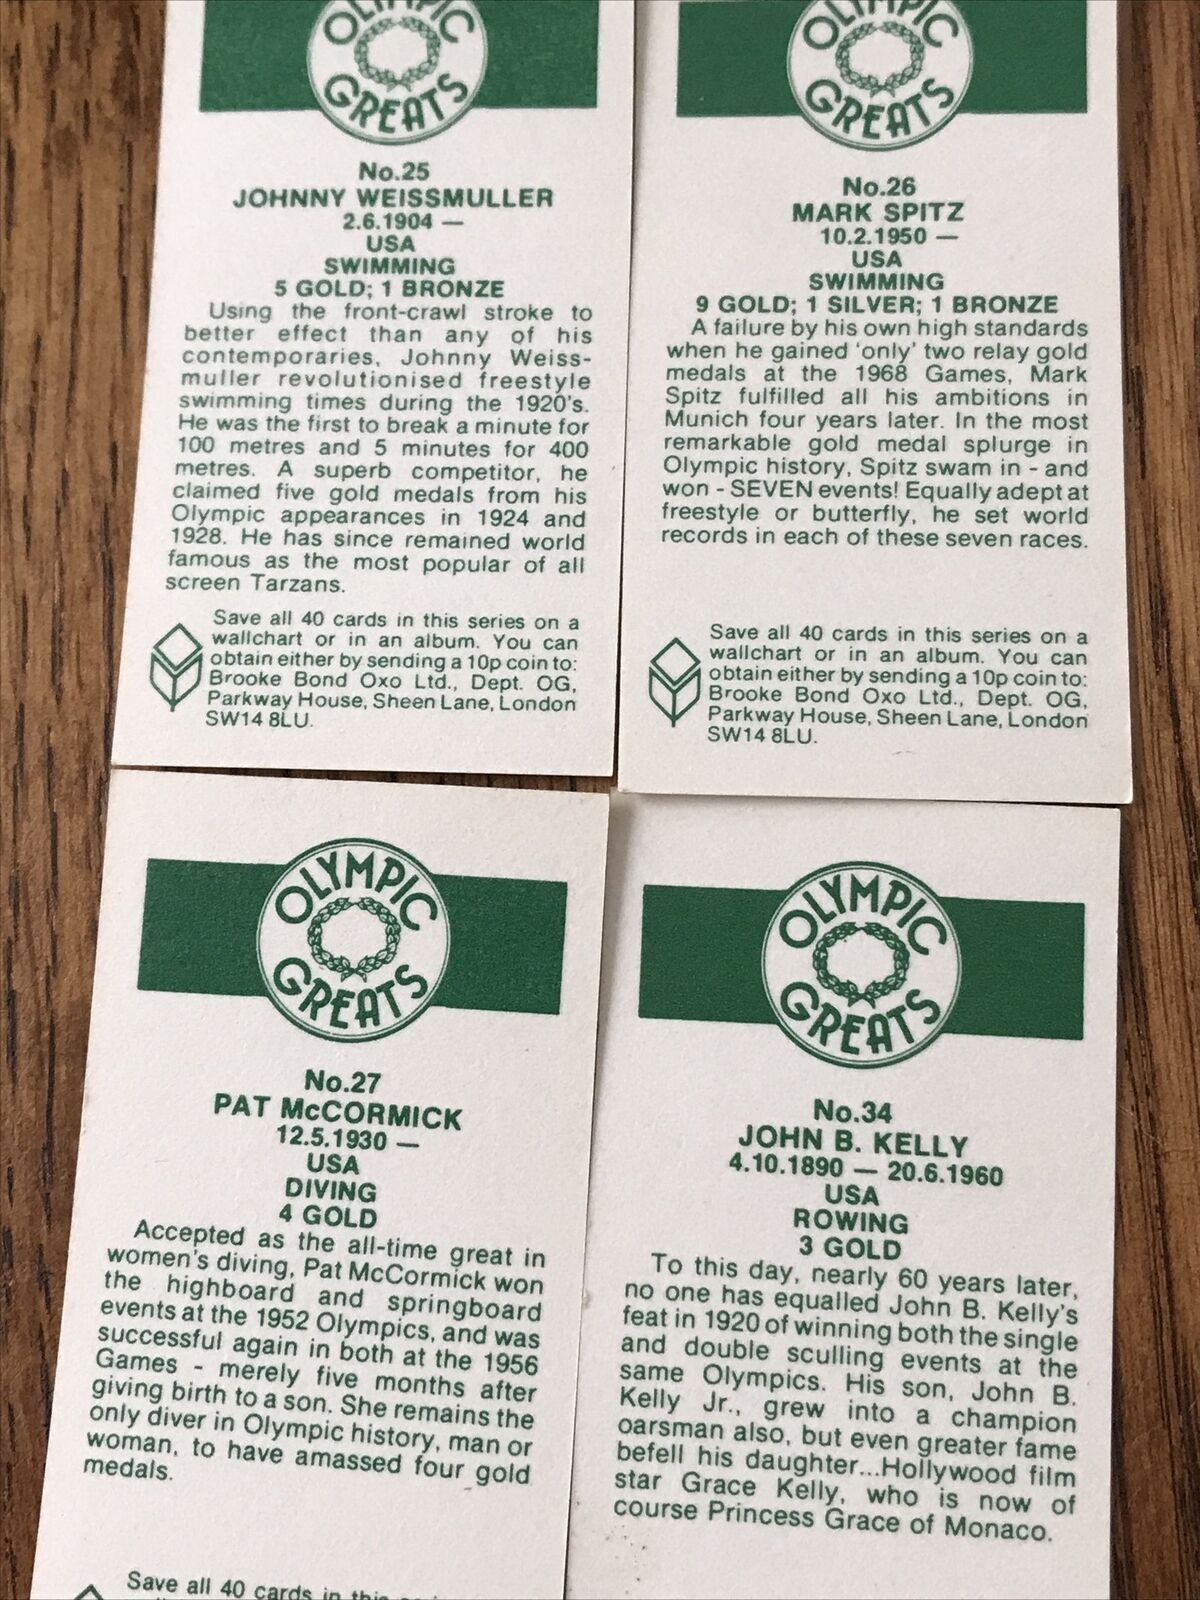 OLYMPIC
GREATS
No.25
JOHNNY WEISSMULLER
2.6.1904 —
USA
SWIMMING
5 GOLD; 1 BRONZE
Using the front-crawl stroke to
better effect than any of his
contemporaries, Johnny Weiss-
muller revolutionised freestyle
swimming times during the 1920's.
He was the first to break a minute for
100 metres and 5 minutes for 400
metres. A superb competitor, he
claimed five gold medals from his
Olympic appearances in 1924 and
1928. He has since remained world
famous as the most popular of all
screen Tarzans.
Save all 40 cards in this series on a
wallchart or in an album. You can
obtain either by sending a 10p coin to:
Brooke Bond Oxo Ltd., Dept. OG,
Parkway House, Sheen Lane, London
SW14 8LU.
OLYMPIC
GREATS
No.26
MARK SPITZ
10.2.1950 —
USA
SWIMMING
9 GOLD; 1 SILVER; 1 BRONZE
A failure by his own high standards
when he gained 'only' two relay gold
medals at the 1968 Games, Mark
Spitz fulfilled all his ambitions in
Munich four years later. In the most
remarkable gold medal splurge in
Olympic history, Spitz swam in - and
won - SEVEN events! Equally adept at
freestyle or butterfly, he set world
records in each of these seven races.
Save all 40 cards in this series on a
wallchart or in an album. You can
obtain either by sending a 10p coin to:
Brooke Bond Oxo Ltd., Dept. OG,
Parkway House, Sheen Lane, London
SW14 8LU.
OLYMPIC
GREATS
No.27
PAT McCORMICK
12.5.1930 —
USA
DIVING
4 GOLD
Accepted as the all-time great in
women's diving, Pat McCormick won
the highboard and springboard
events at the 1952 Olympics, and was
successful again in both at the 1956
Games - merely five months after
giving birth to a son. She remains the
only diver in Olympic history, man or
woman, to have amassed four gold
medals.
Save all 40 cards in this
OLYMPIC
GREATS
No.34
JOHN B. KELLY
4.10.1890 — 20.6.1960
USA
ROWING
3 GOLD
To this day, nearly 60 years later,
no one has equalled John B. Kelly's
feat in 1920 of winning both the single
and double sculling events at the
same Olympics. His son, John B.
Kelly Jr., grew into a champion
oarsman also, but even greater fame
befell his daughter...Hollywood film
star Grace Kelly, who is now of
course Princess Grace of Monaco.